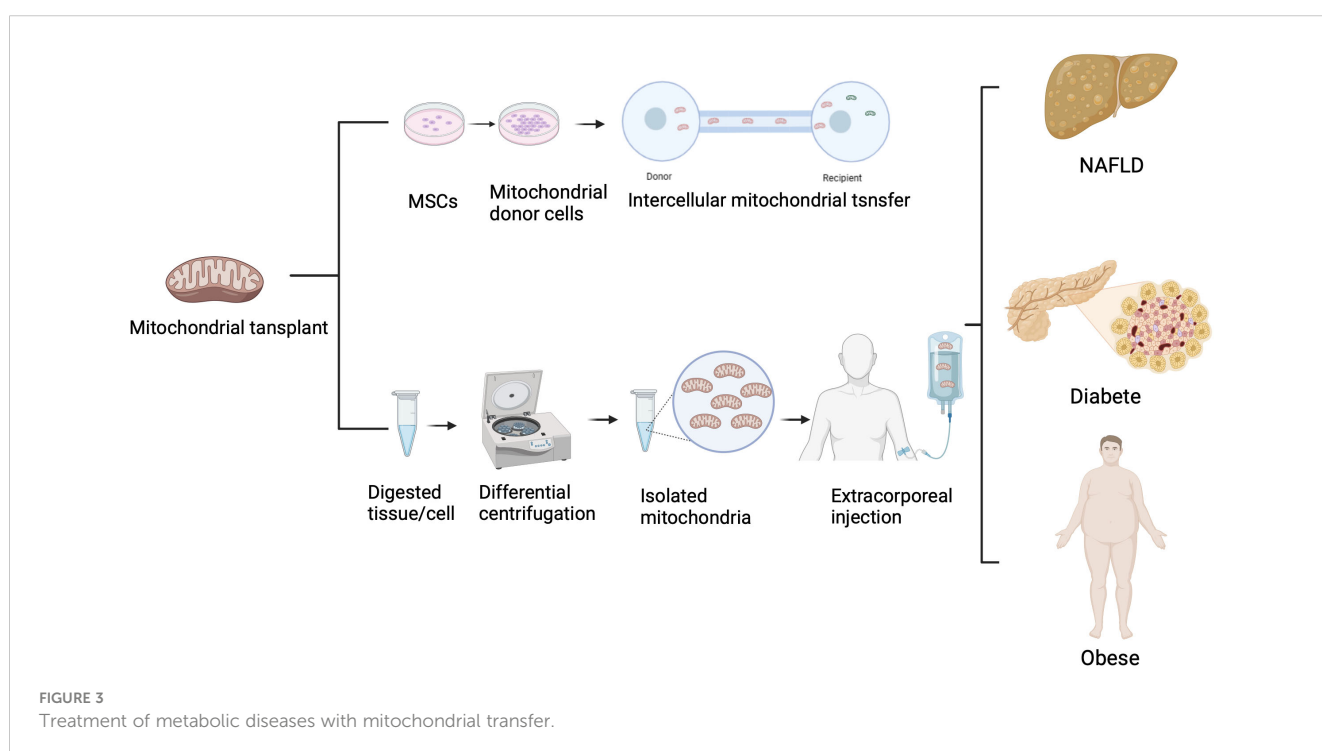 Donor
Recipient
MSCs
Mitochondrial
donor cells
Intercellular mitochondrial tsnsfer
NAFLD
Mitochondrial tansplant
Diabete
Digested
tissue/cell
Differential
centrifugation
Isolated
mitochondria
Extracorporeal
injection
Obese
FIGURE 3
Treatment of metabolic diseases with mitochondrial transfer.